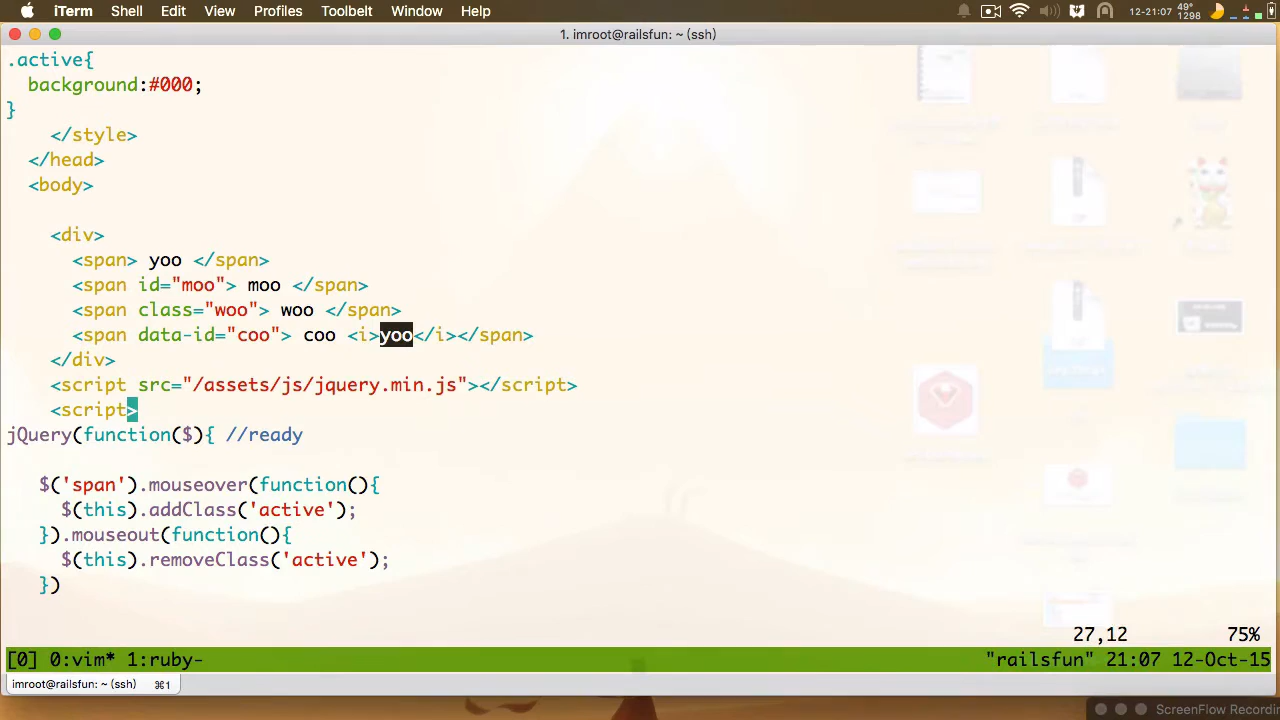 iTerm Shell Edit View Profiles Toolbelt Window Help
12-21:07 49° 1298
1. imroot@railsfun: ~ (ssh)
.active{
  background:#000;
}
    </style>
  </head>
  <body>
    <div>
      <span> yoo </span>
      <span id="moo"> moo </span>
      <span class="woo"> woo </span>
      <span data-id="coo"> coo <i>yoo</i></span>
    </div>
    <script src="/assets/js/jquery.min.js"></script>
    <script>
jQuery(function($){ //ready
   $('span').mouseover(function(){
     $(this).addClass('active');
   }).mouseout(function(){
     $(this).removeClass('active');
   })
27,12 75%
[0] 0:vim* 1:ruby- "railsfun" 21:07 12-Oct-15
imroot@railsfun: ~ (ssh) ⌘1
ScreenFlow Recordin